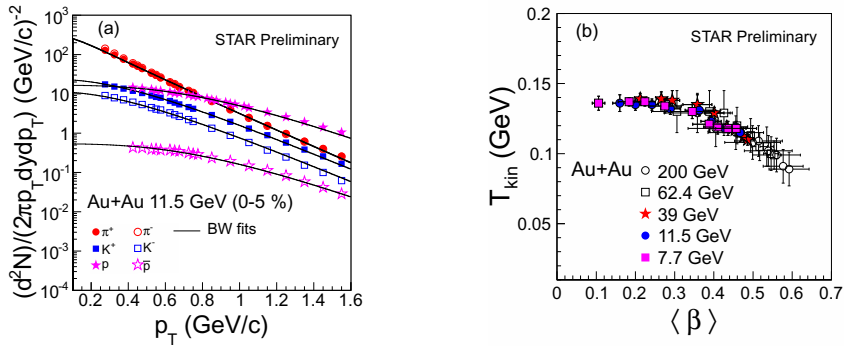 (a)
STAR Preliminary
(d²N)/(2πp_T dydp_T) (GeV/c)⁻²
10³
10²
10
1
10⁻¹
10⁻²
10⁻³
10⁻⁴
Au+Au 11.5 GeV (0-5 %)
π⁺ π⁻ BW fits
K⁺ K⁻
p p̅
0.2 0.4 0.6 0.8 1 1.2 1.4 1.6
p_T (GeV/c)
(b)
STAR Preliminary
T_kin (GeV)
0.2
0.15
0.1
0.05
Au+Au
200 GeV
62.4 GeV
39 GeV
11.5 GeV
7.7 GeV
0 0.1 0.2 0.3 0.4 0.5 0.6 0.7
⟨ β ⟩